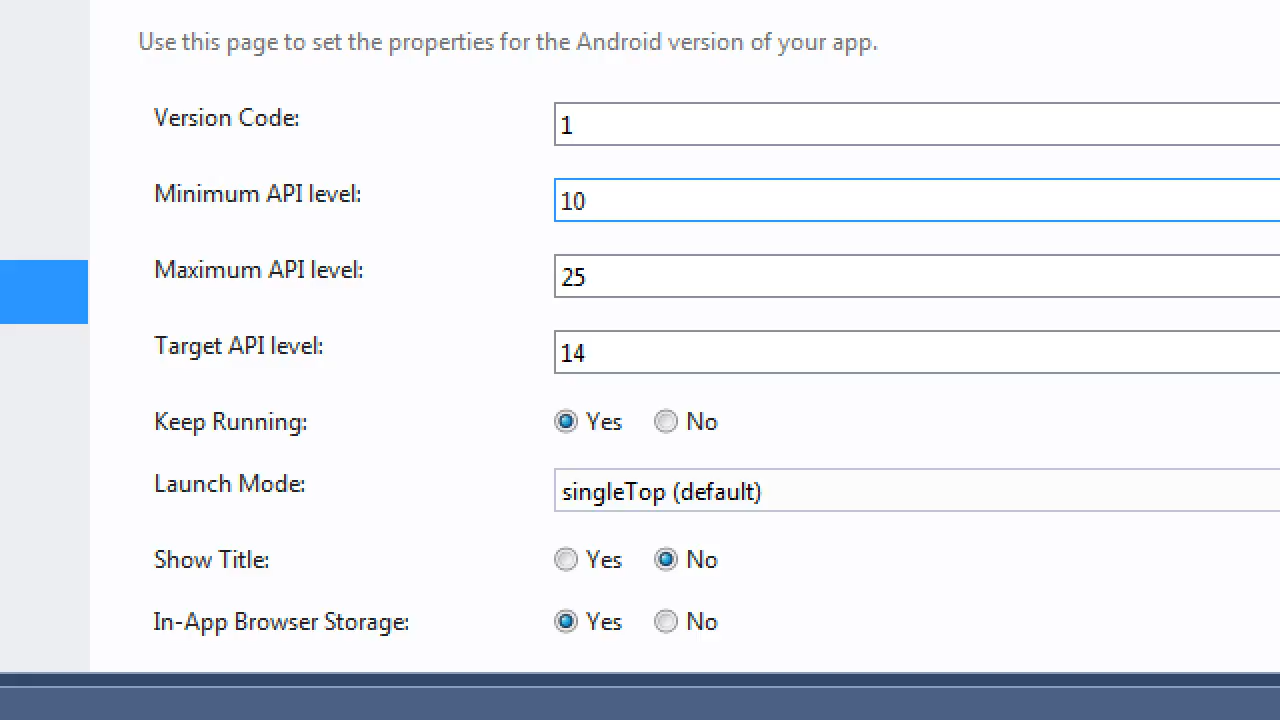 Use this page to set the properties for the Android version of your app.
Version Code: 1
Minimum API level: 10
Maximum API level: 25
Target API level: 14
Keep Running: Yes No
Launch Mode: singleTop (default)
Show Title: Yes No
In-App Browser Storage: Yes No